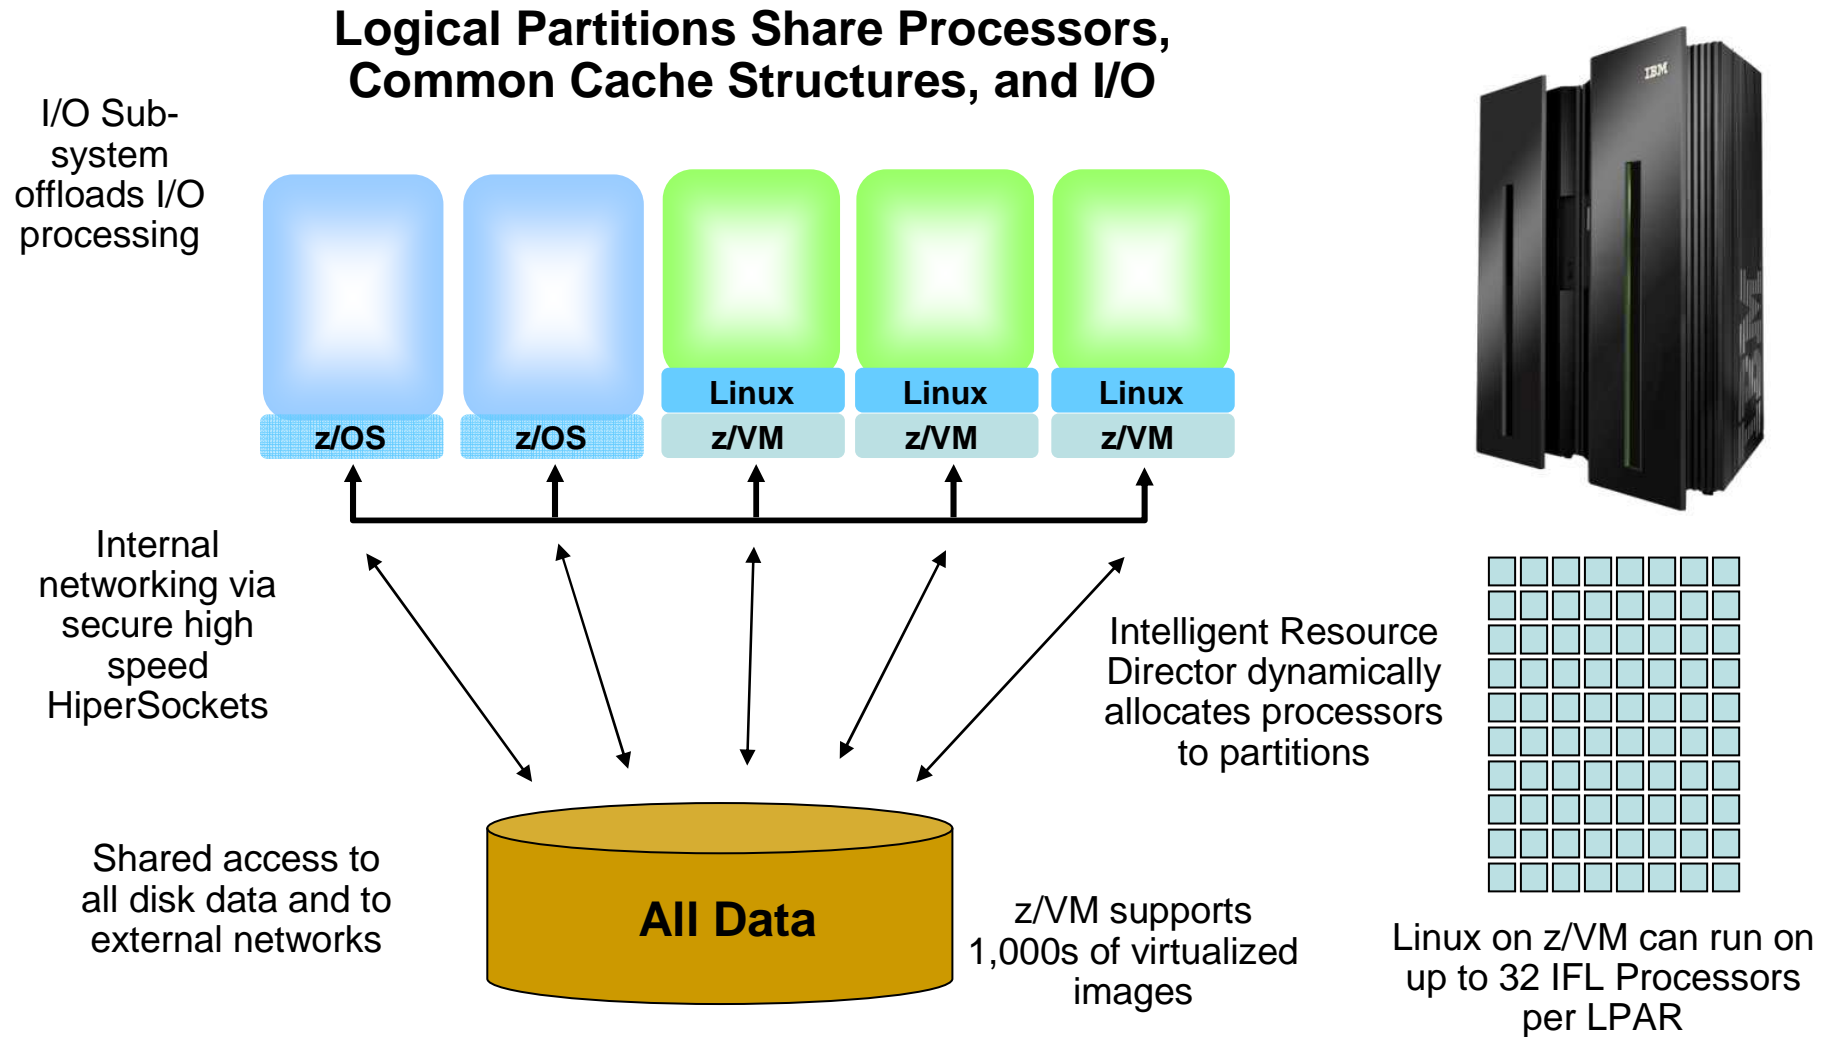 Logical Partitions Share Processors,
Common Cache Structures, and I/O
I/O Sub-
system
offloads I/O
processing
IBM
IBM
Linux
Linux
Linux
z/OS
z/OS
z/VM
z/VM
z/VM
Internal
networking via
secure high
speed
HiperSockets
Intelligent Resource
Director dynamically
allocates processors
to partitions
Shared access to
all disk data and to
external networks
All Data
z/VM supports
1,000s of virtualized
images
Linux on z/VM can run on
up to 32 IFL Processors
per LPAR